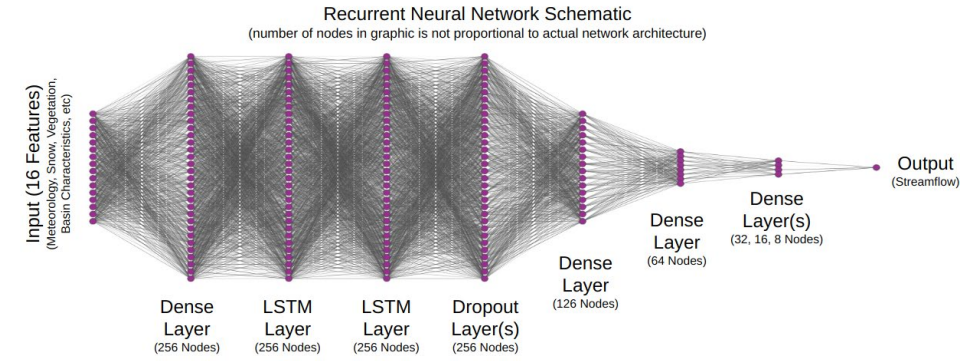 Recurrent Neural Network Schematic
(number of nodes in graphic is not proportional to actual network architecture)
Input (16 Features)
(Meteorology, Snow, Vegetation,
Basin Characteristics, etc)
Dense
Layer
(256 Nodes)
LSTM
Layer
(256 Nodes)
LSTM
Layer
(256 Nodes)
Dropout
Layer(s)
(256 Nodes)
Dense
Layer
(126 Nodes)
Dense
Layer
(64 Nodes)
Dense
Layer(s)
(32, 16, 8 Nodes)
Output
(Streamflow)